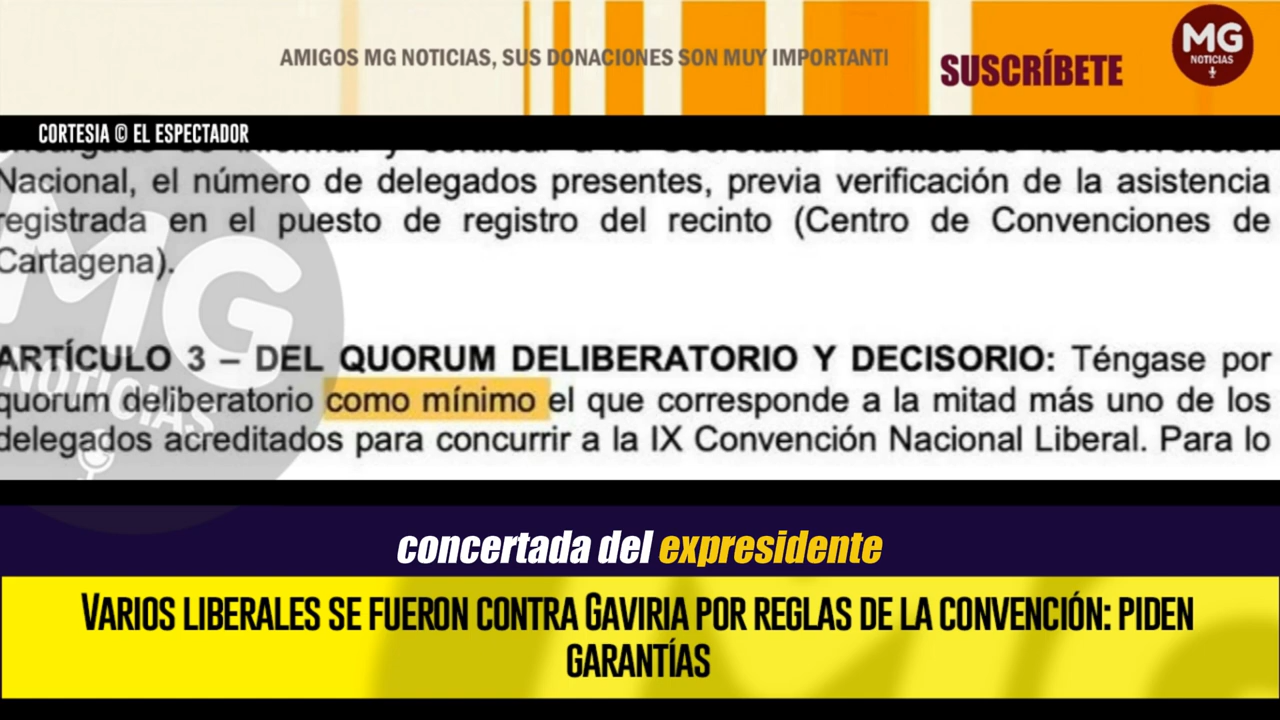 AMIGOS MG NOTICIAS, SUS DONACIONES SON MUY IMPORTANTI
SUSCRÍBETE
MG
NOTICIAS
CORTESIA © EL ESPECTADOR
Nacional, el número de delegados presentes, previa verificación de la asistencia
registrada en el puesto de registro del recinto (Centro de Convenciones de
Cartagena).
MG
NOTICIAS
ARTÍCULO 3 – DEL QUORUM DELIBERATORIO Y DECISORIO: Téngase por
quorum deliberatorio como mínimo el que corresponde a la mitad más uno de los
delegados acreditados para concurrir a la IX Convención Nacional Liberal. Para lo
concertada del expresidente
VARIOS LIBERALES SE FUERON CONTRA GAVIRIA POR REGLAS DE LA CONVENCIÓN: PIDEN
GARANTÍAS